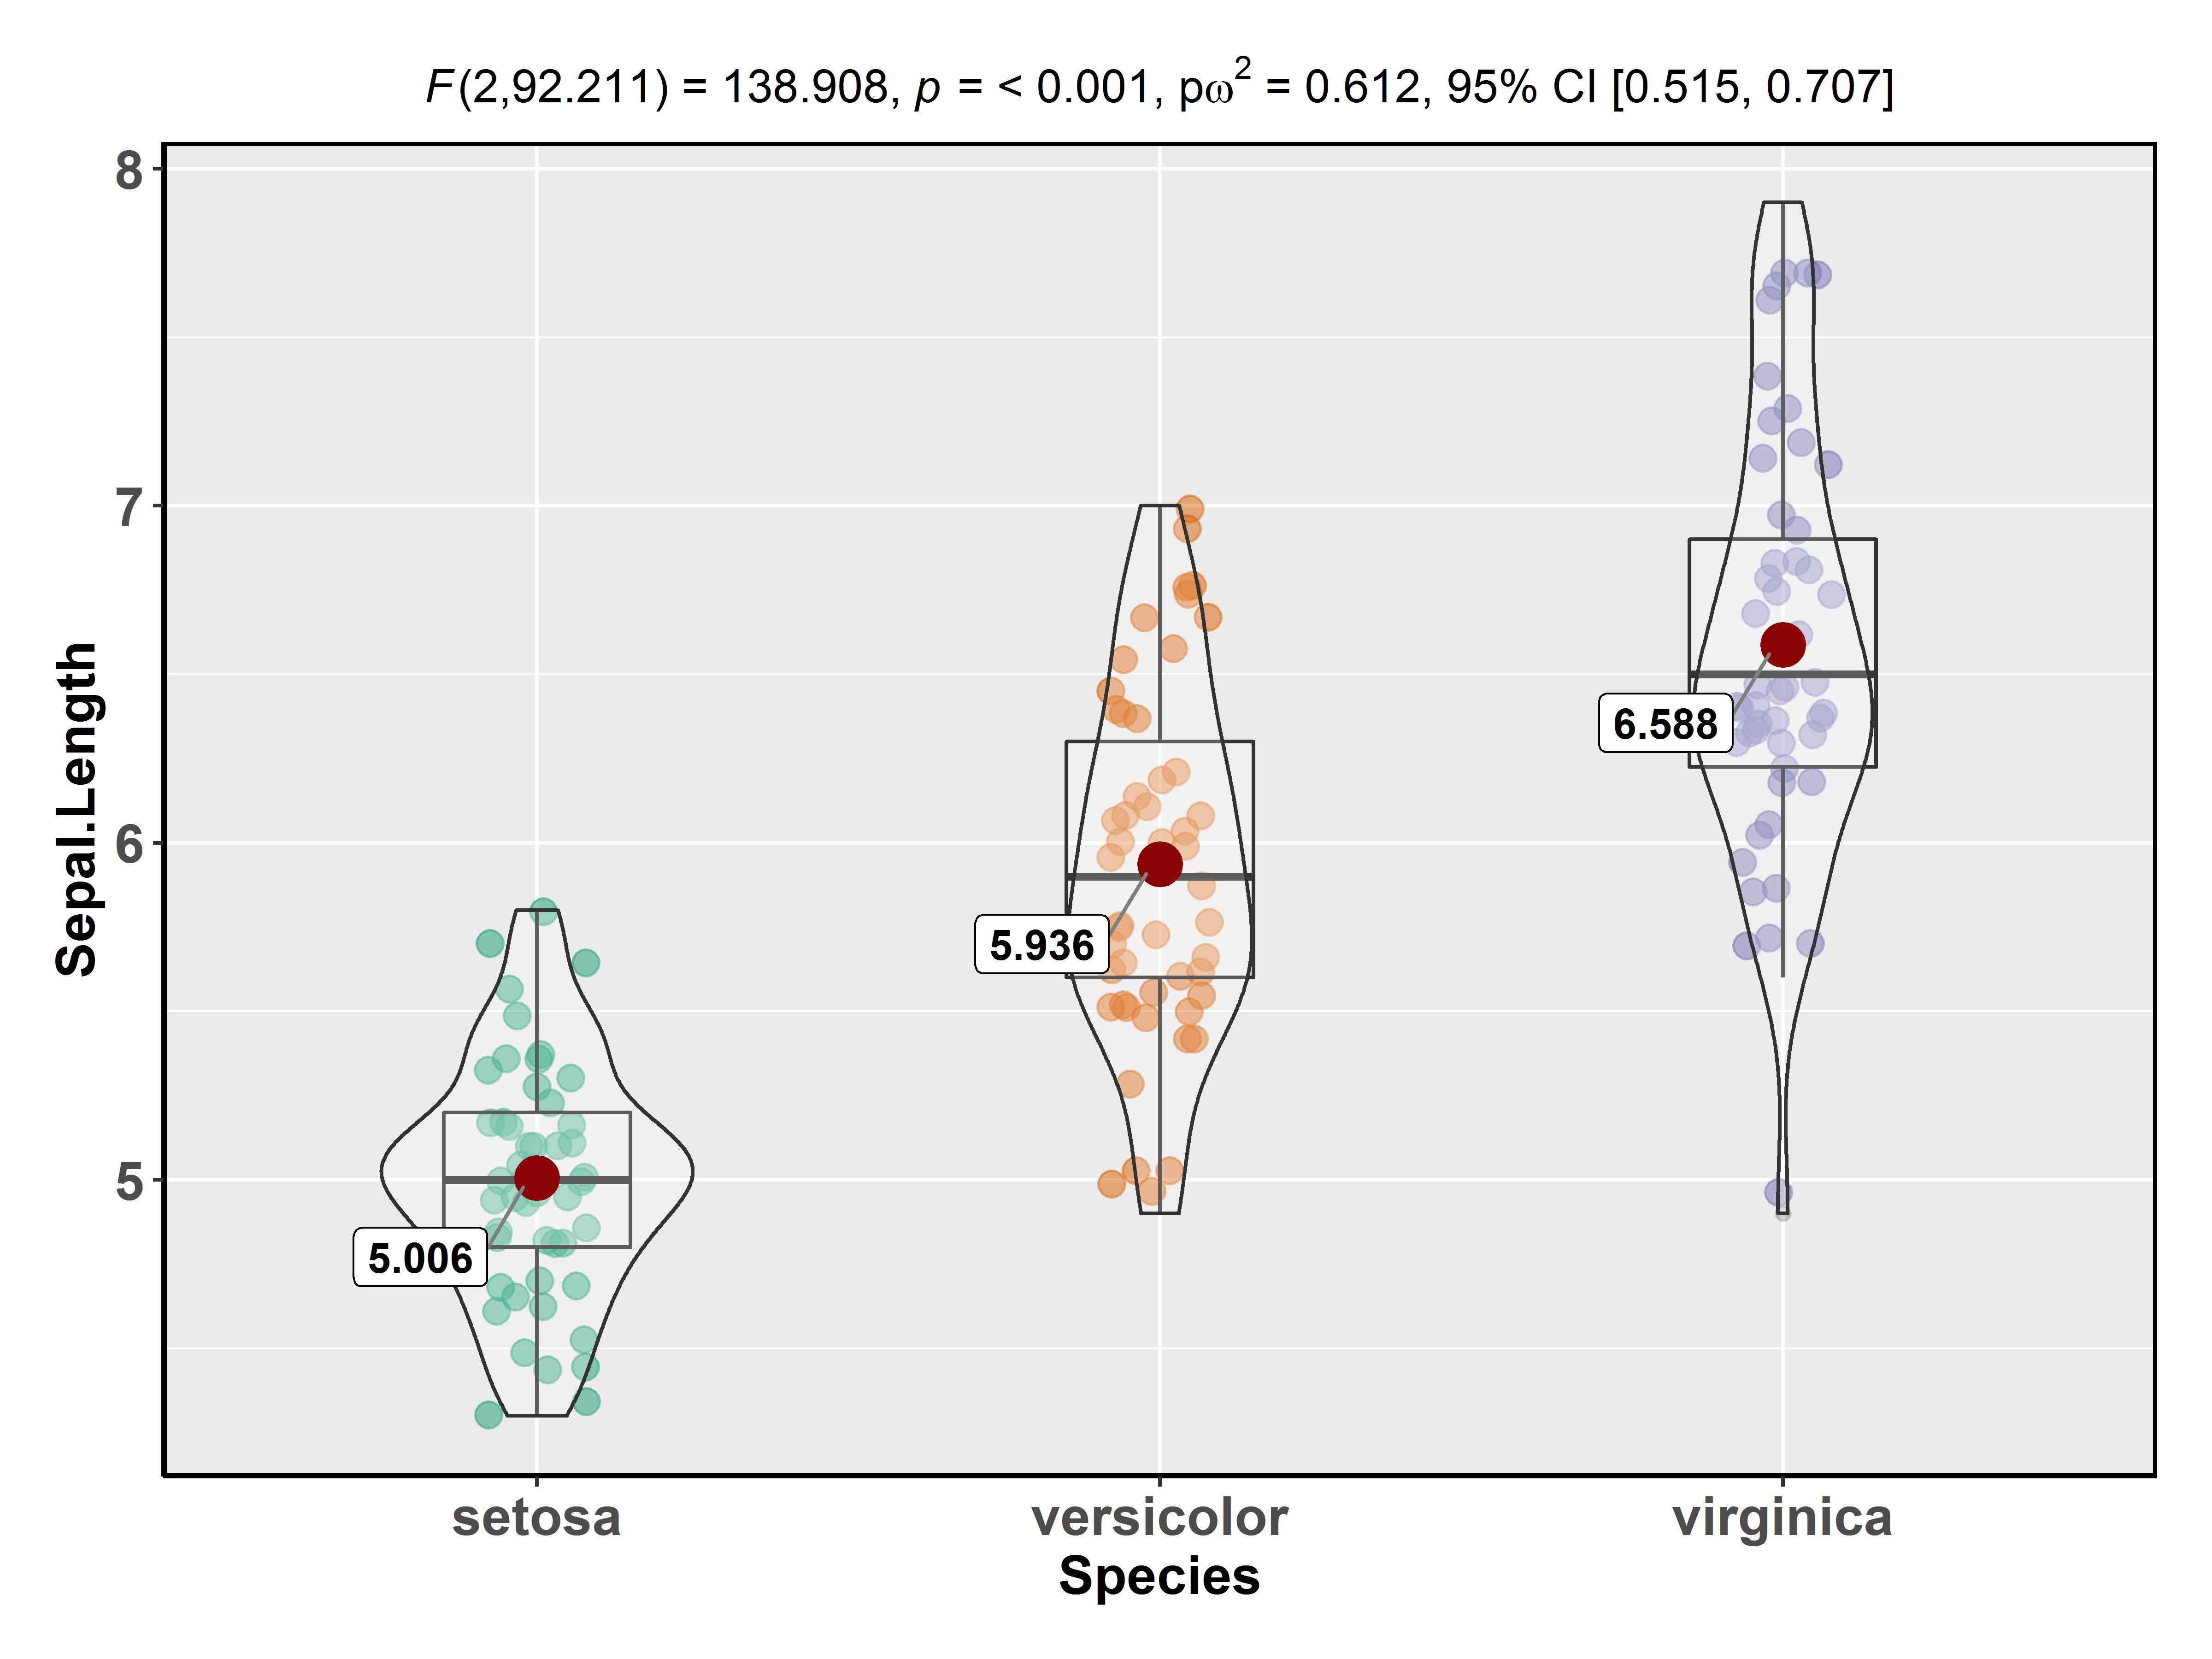 F(2,92.211) = 138.908, p = < 0.001, pω² = 0.612, 95% CI [0.515, 0.707]
8
7
6
5
Sepal.Length
6.588
5.936
5.006
setosa versicolor virginica
Species